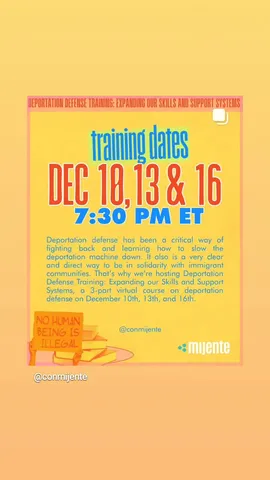 DEPORTATION DEFENSE TRAINING: EXPANDING OUR SKILLS AND SUPPORT SYSTEMS
training dates
DEC 10, 13 & 16
7:30 PM ET
Deportation defense has been a critical way of
fighting back and learning how to slow the
deportation machine down. It also is a very clear
and direct way to be in solidarity with immigrant
communities. That's why we're hosting Deportation
Defense Training: Expanding our Skills and Support
Systems, a 3-part virtual course on deportation
defense on December 10th, 13th, and 16th.
NO HUMAN
BEING IS
ILLEGAL
@conmijente
mijente
@conmijente